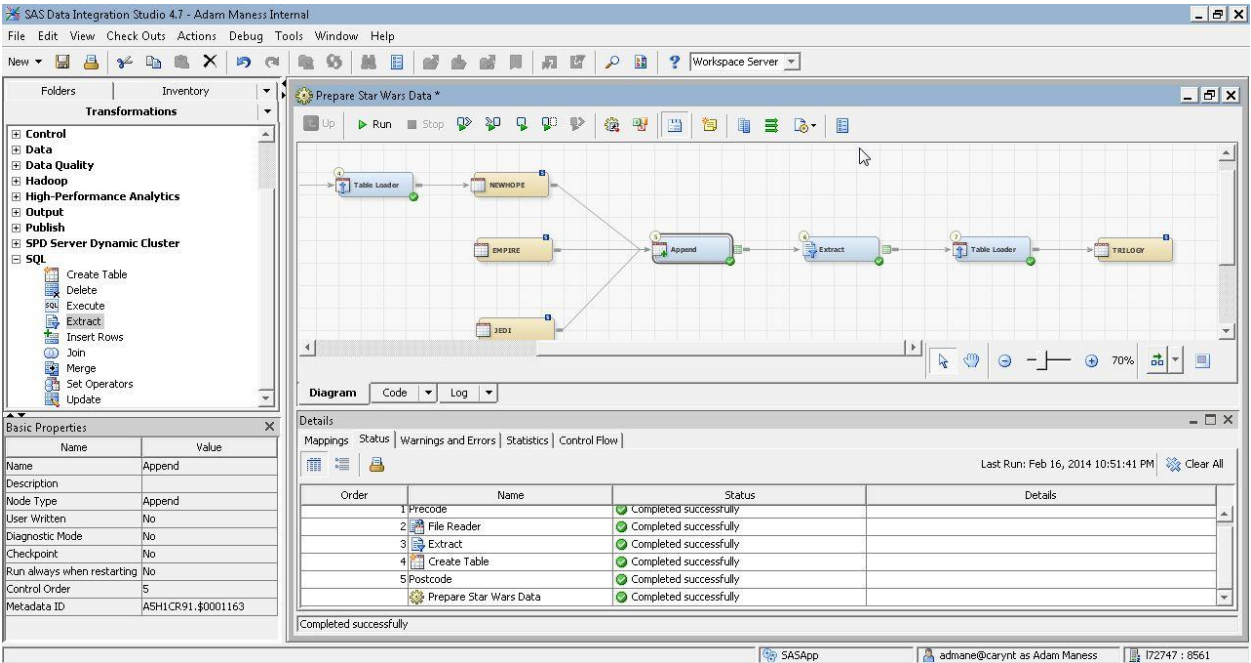 SAS Data Integration Studio 4.7 - Adam Maness Internal
File Edit View Check Outs Actions Debug Tools Window Help
New Workspace Server
Folders Inventory
Transformations
Control
Data
Data Quality
Hadoop
High-Performance Analytics
Output
Publish
SPD Server Dynamic Cluster
SQL
Create Table
Delete
SQL Execute
Extract
Insert Rows
Join
Merge
Set Operators
Update
Basic Properties
Name Value
Name Append
Description
Node Type Append
User Written No
Diagnostic Mode No
Checkpoint No
Run always when restarting No
Control Order 5
Metadata ID A5H1CR91.$0001163
Prepare Star Wars Data *
Up Run Stop
4 Table Loader
NEWHOPE
EMPIRE
JEDI
5 Append
6 Extract
7 Table Loader
TRILOGY
70%
Diagram Code Log
Details
Mappings Status Warnings and Errors Statistics Control Flow
Last Run: Feb 16, 2014 10:51:41 PM Clear All
Order Name Status Details
1 Precode Completed successfully
2 File Reader Completed successfully
3 Extract Completed successfully
4 Create Table Completed successfully
5 Postcode Completed successfully
Prepare Star Wars Data Completed successfully
Completed successfully
SASApp admane@carynt as Adam Maness l72747 : 8561